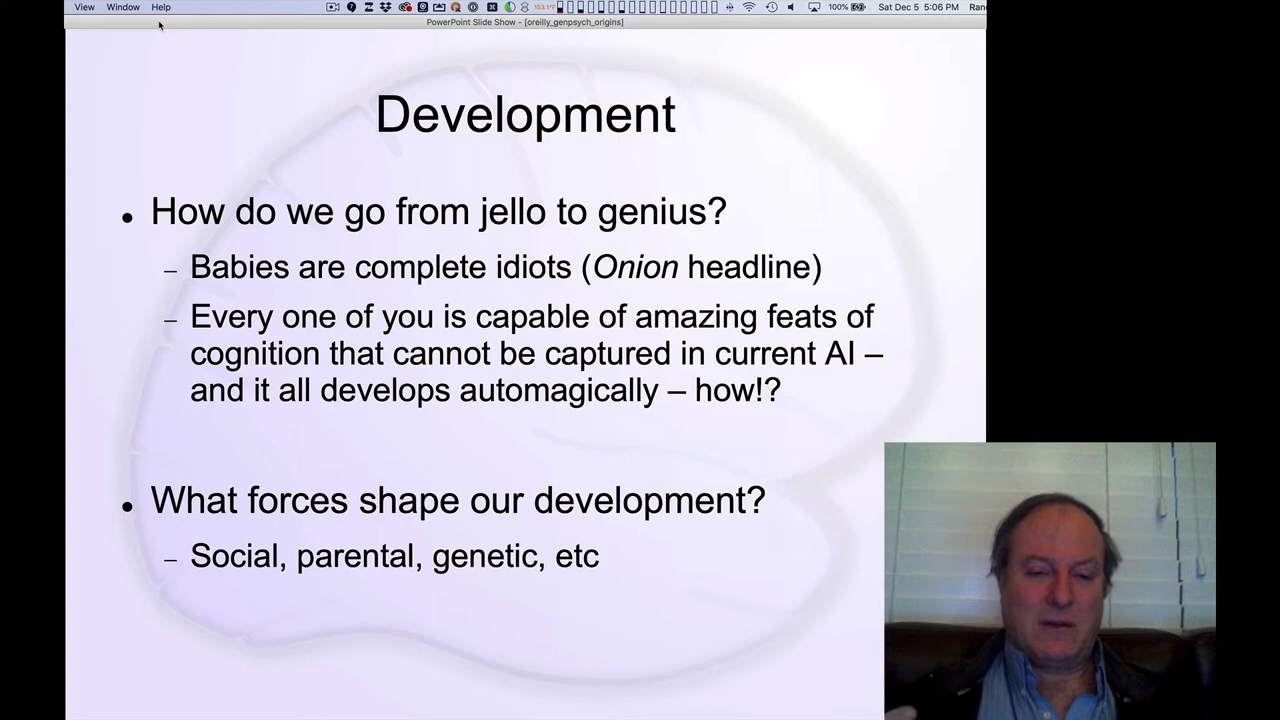 View Window Help 153.1°F 100% Sat Dec 5 5:06 PM Ran
PowerPoint Slide Show - [oreilly_genpsych_origins]
Development
• How do we go from jello to genius?
– Babies are complete idiots (Onion headline)
– Every one of you is capable of amazing feats of
cognition that cannot be captured in current AI –
and it all develops automagically – how!?
• What forces shape our development?
– Social, parental, genetic, etc